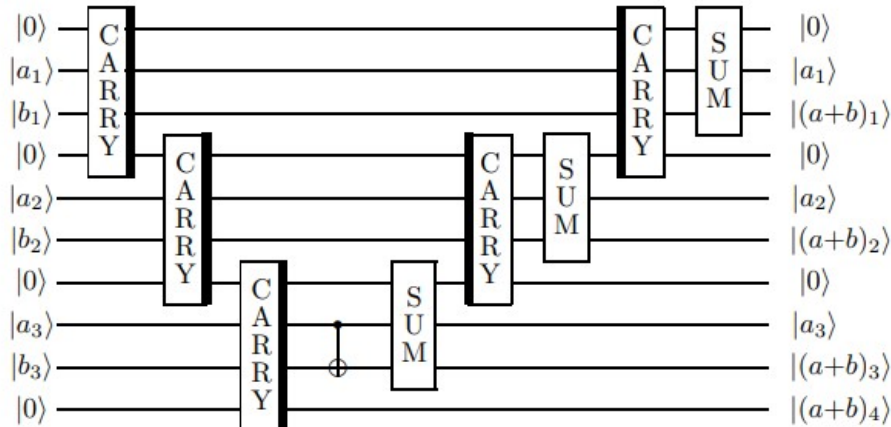 |0⟩ CARRY CARRY SUM |0⟩
|a₁⟩ |a₁⟩
|b₁⟩ |(a+b)₁⟩
|0⟩ CARRY CARRY SUM |0⟩
|a₂⟩ |a₂⟩
|b₂⟩ |(a+b)₂⟩
|0⟩ CARRY SUM |0⟩
|a₃⟩ |a₃⟩
|b₃⟩ |(a+b)₃⟩
|0⟩ |(a+b)₄⟩